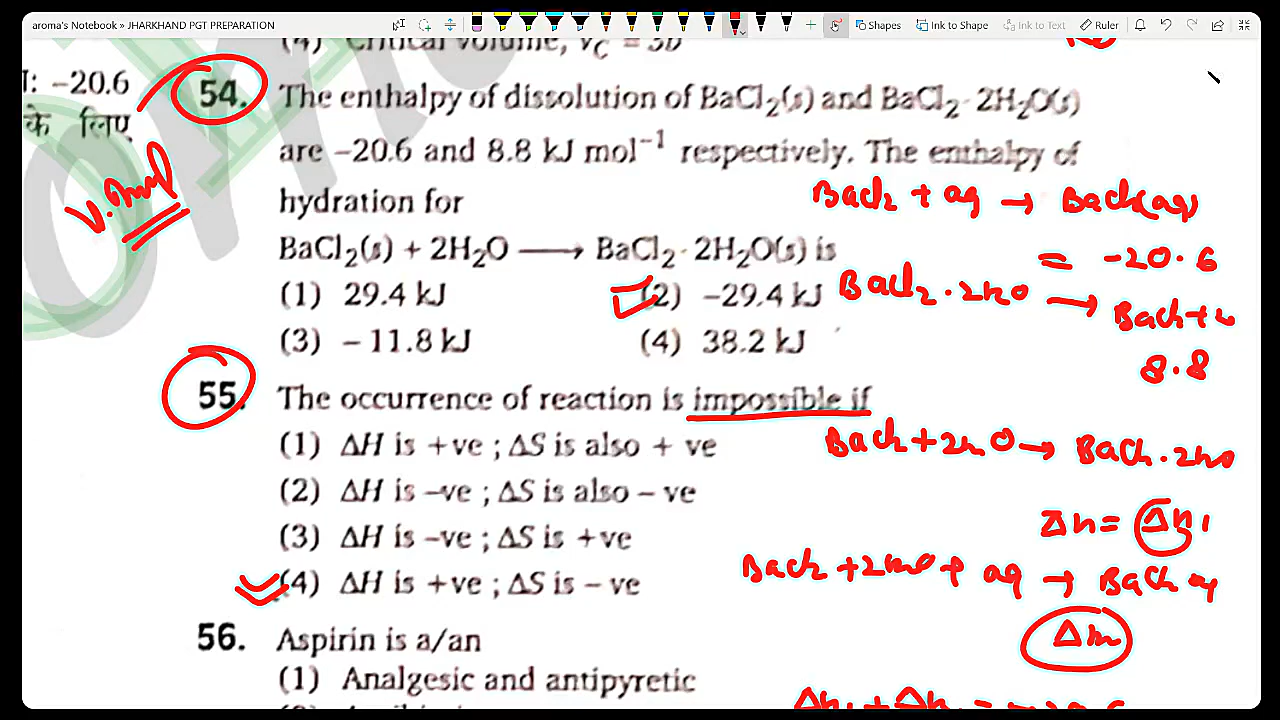 aroma's Notebook » JHARKHAND PGT PREPARATION
Shapes Ink to Shape Ink to Text Ruler
(4) Critical volume, V_C = 3b
: −20.6
के लिए
V. Imp
54. The enthalpy of dissolution of BaCl₂(s) and BaCl₂·2H₂O(s)
are −20.6 and 8.8 kJ mol⁻¹ respectively. The enthalpy of
hydration for
BaCl₂(s) + 2H₂O ⟶ BaCl₂·2H₂O(s) is
(1) 29.4 kJ (2) −29.4 kJ
(3) −11.8 kJ (4) 38.2 kJ
BaCl₂ + aq → BaCl₂(aq)
= -20.6
BaCl₂·2H₂O →
8.8
55. The occurrence of reaction is impossible if
(1) ΔH is +ve ; ΔS is also + ve
(2) ΔH is –ve ; ΔS is also – ve
(3) ΔH is –ve ; ΔS is +ve
(4) ΔH is +ve ; ΔS is – ve
BaCl₂ + 2H₂O → BaCl₂·2H₂O
ΔH = ΔH₁
BaCl₂ + 2H₂O + aq → BaCl₂ aq
56. Aspirin is a/an
(1) Analgesic and antipyretic